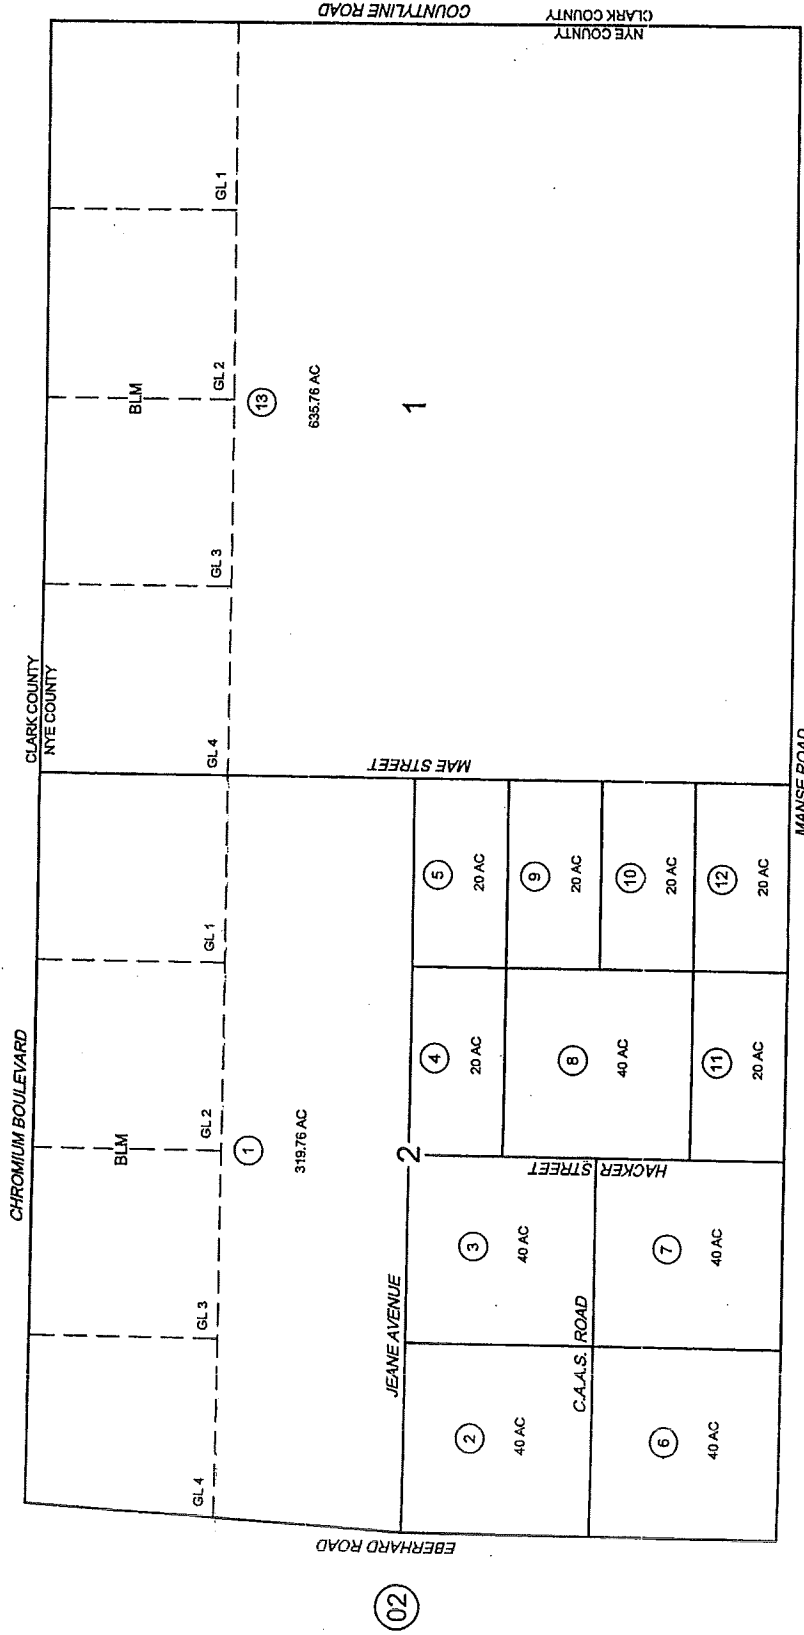 COUNTYLINE ROAD
CLARK COUNTY
NYE COUNTY
GL 1
BLM
GL 2
13
635.76 AC
1
GL 3
CLARK COUNTY
NYE COUNTY
GL 4
MAE STREET
MANSE ROAD
5
20 AC
9
20 AC
10
20 AC
12
20 AC
GL 1
CHROMIUM BOULEVARD
4
20 AC
8
40 AC
11
20 AC
BLM
GL 2
1
319.76 AC
2
HACKER STREET
GL 3
JEANE AVENUE
3
40 AC
C.A.A.S. ROAD
7
40 AC
2
40 AC
6
40 AC
GL 4
EBERHARD ROAD
02